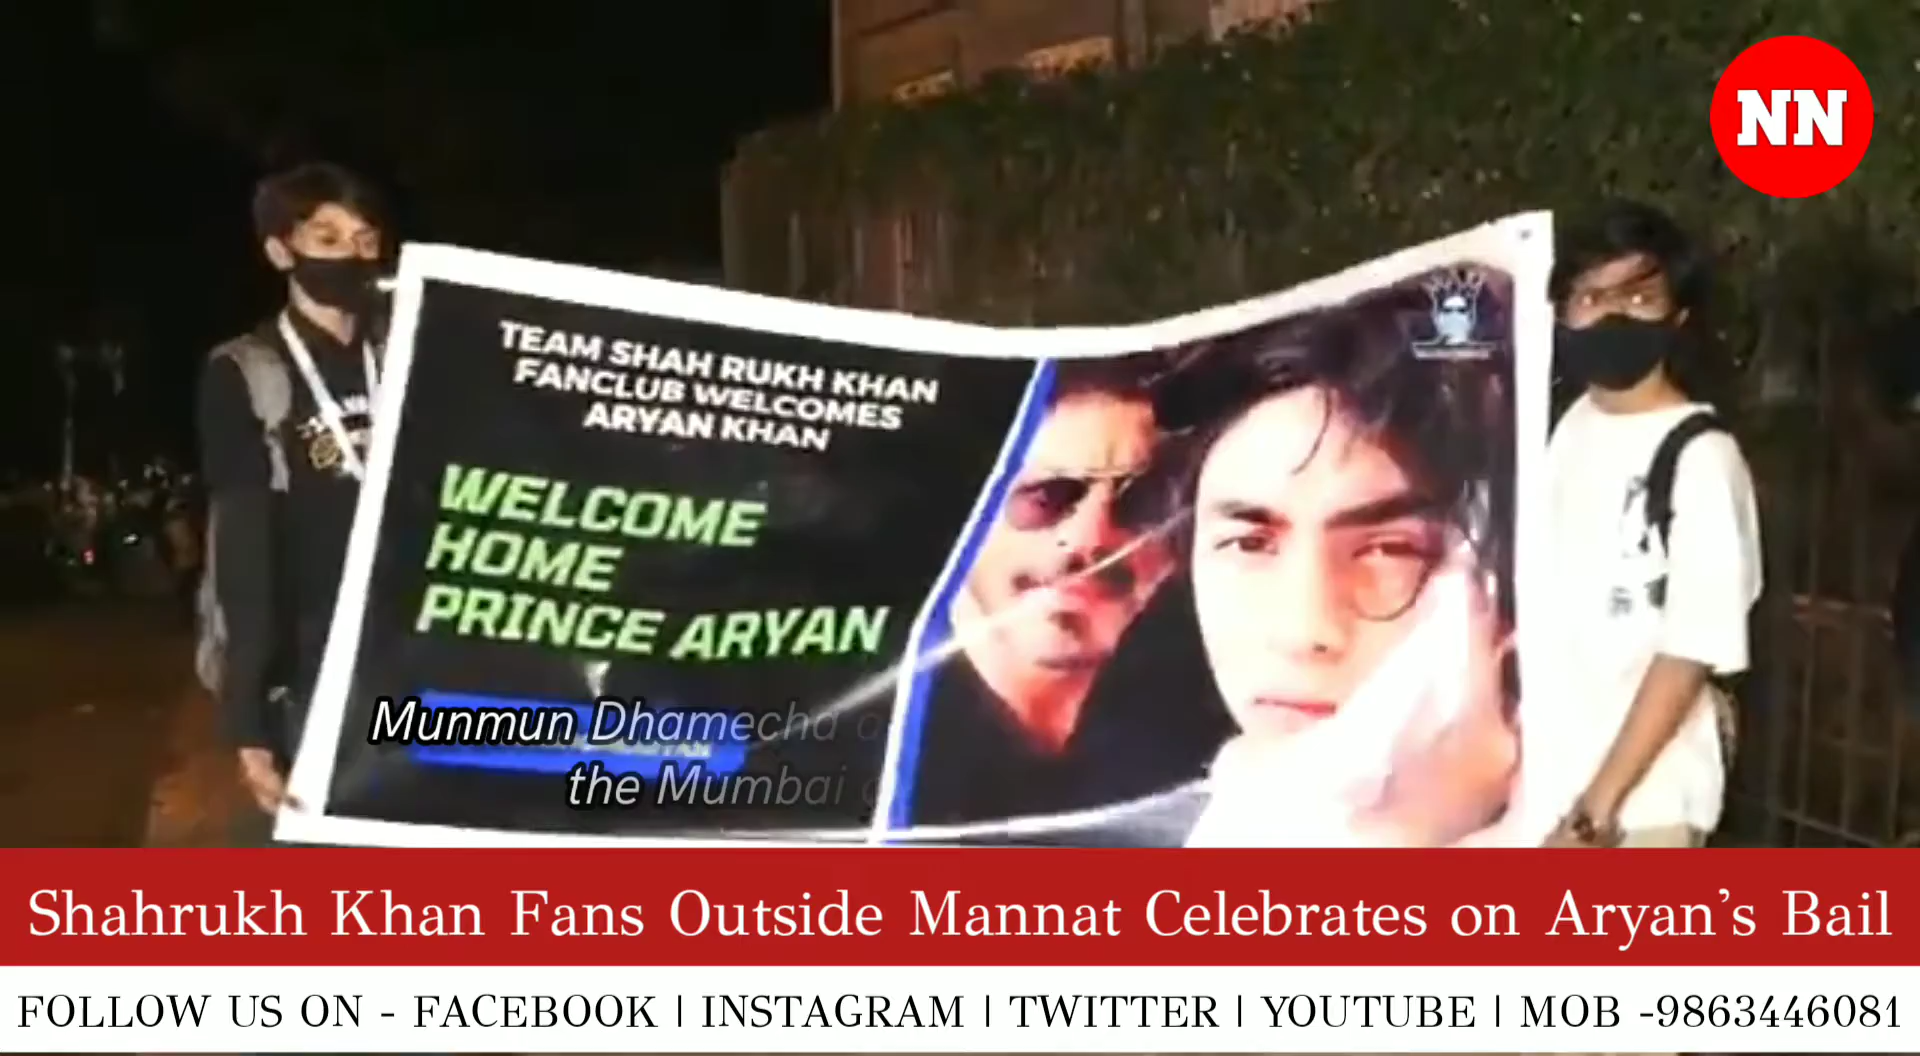 NN
TEAM SHAH RUKH KHAN
FANCLUB WELCOMES
ARYAN KHAN
WELCOME
HOME
PRINCE ARYAN
Munmun Dhamecha a
the Mumbai
Shahrukh Khan Fans Outside Mannat Celebrates on Aryan's Bail
FOLLOW US ON - FACEBOOK | INSTAGRAM | TWITTER | YOUTUBE | MOB -9863446081